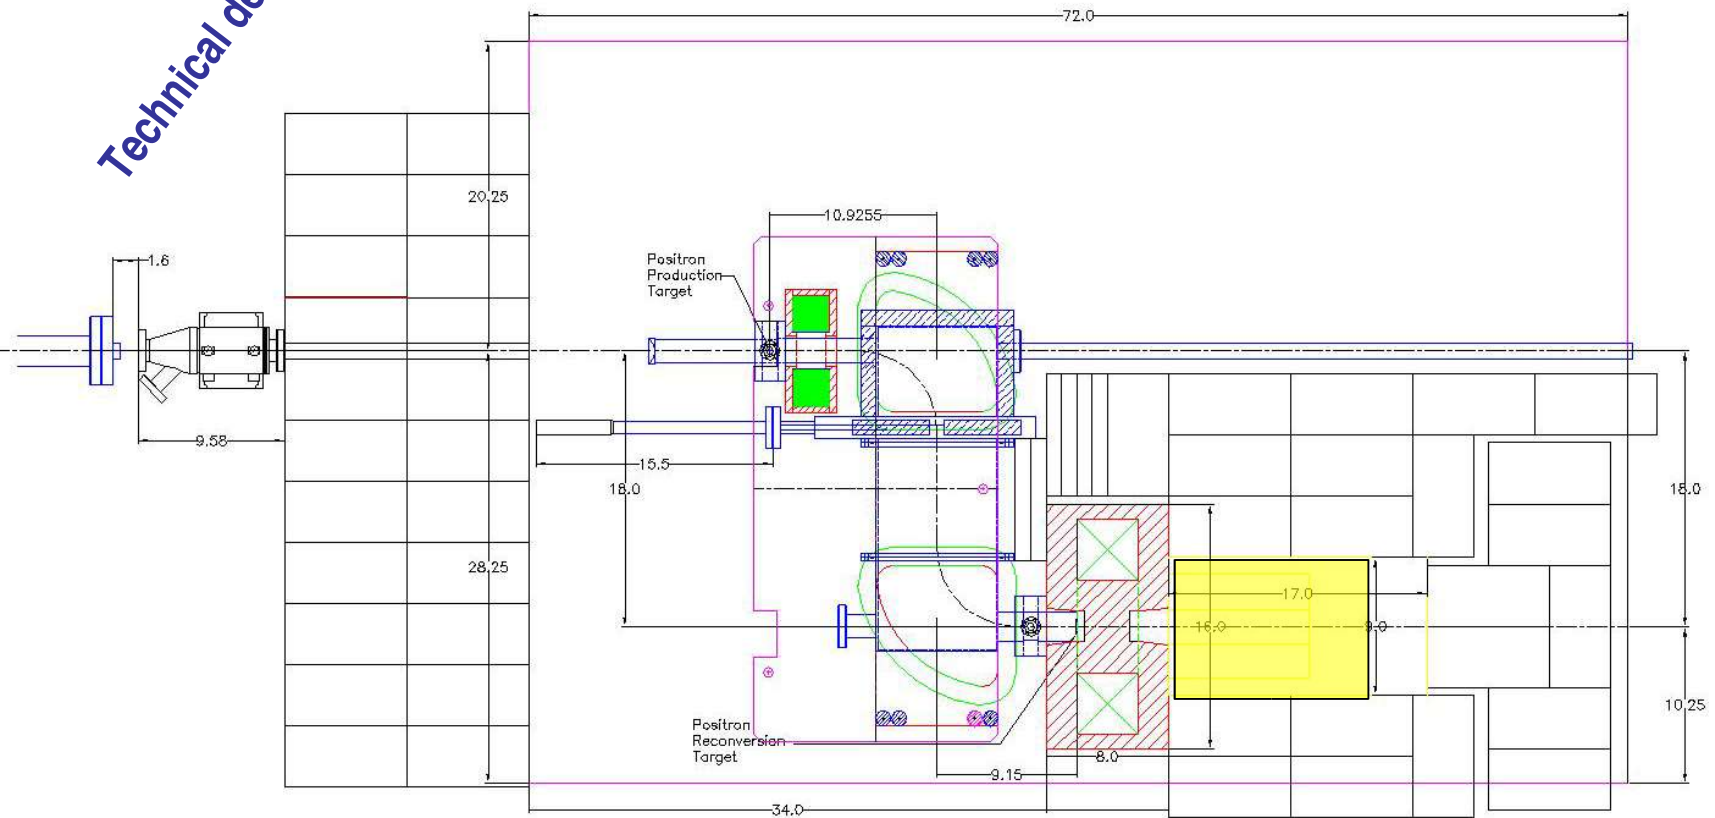 Technical de
72.0
20.25
10.9255
1.6
Positron
Production
Target
9.58
15.5
18.0
18.0
28.25
17.0
16.0
9.0
10.25
Positron
Reconversion
Target
8.0
9.15
34.0